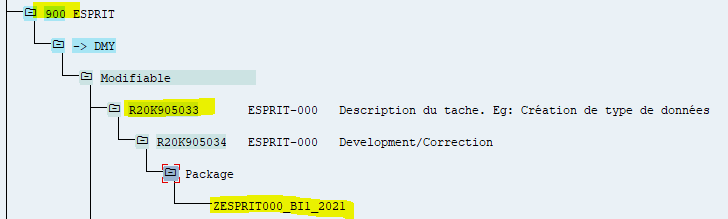 900 ESPRIT
-> DMY
Modifiable
R20K905033 ESPRIT-000 Description du tache. Eg: Création de type de données
R20K905034 ESPRIT-000 Development/Correction
Package
ZESPRIT000_BI1_2021